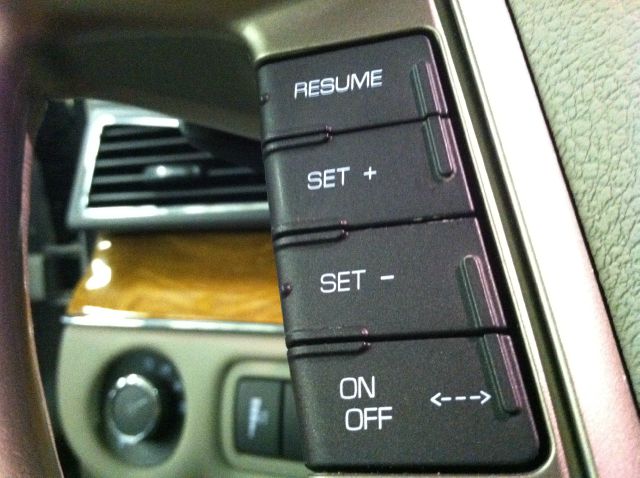 RESUME
SET +
SET -
ON
OFF
<--->